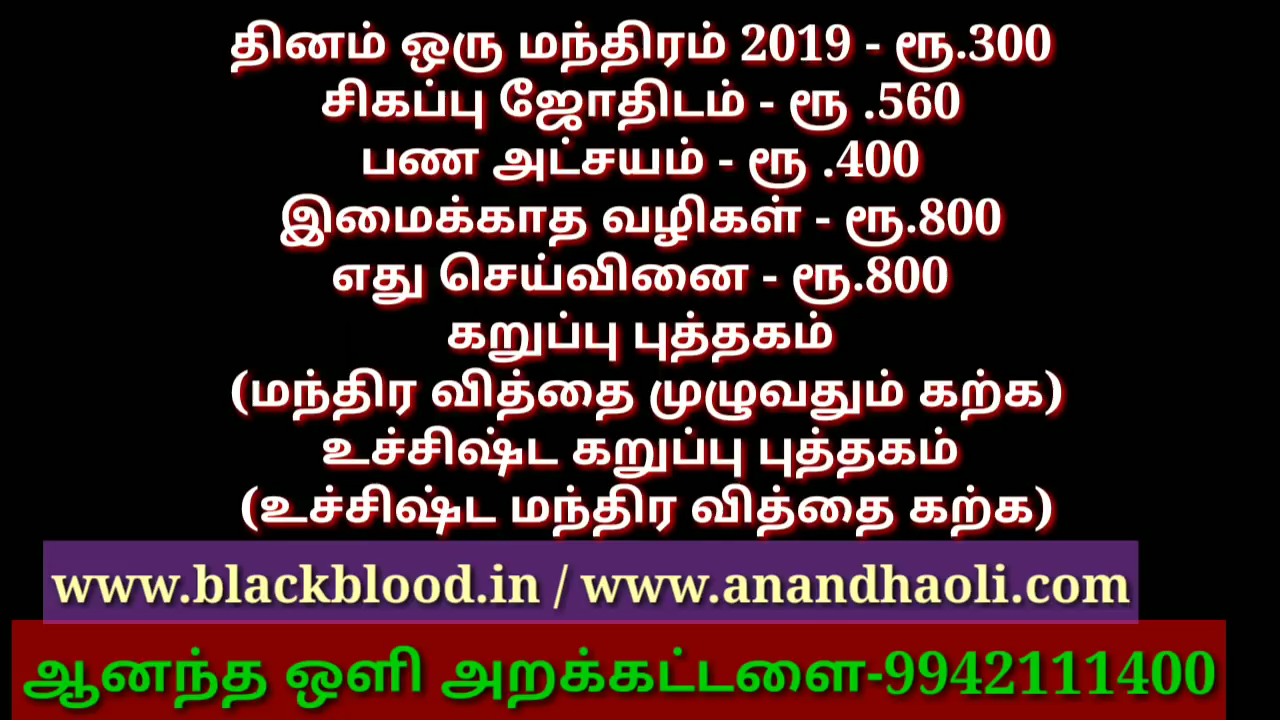 தினம் ஒரு மந்திரம் 2019 - ரூ.300
சிகப்பு ஜோதிடம் - ரூ .560
பண அட்சயம் - ரூ .400
இமைக்காத வழிகள் - ரூ.800
எது செய்வினை - ரூ.800
கறுப்பு புத்தகம்
(மந்திர வித்தை முழுவதும் கற்க)
உச்சிஷ்ட கறுப்பு புத்தகம்
(உச்சிஷ்ட மந்திர வித்தை கற்க)
www.blackblood.in / www.anandhaoli.com
ஆனந்த ஒளி அறக்கட்டளை-9942111400